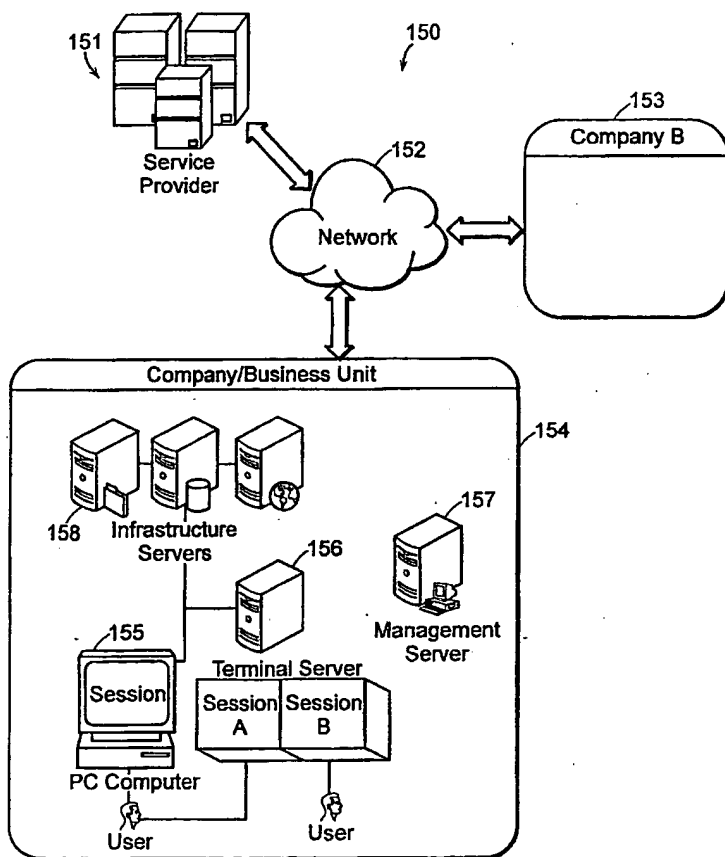 151
150
Service
Provider
152
Network
153
Company B
Company/Business Unit
154
158
Infrastructure
Servers
157
Management
Server
156
Terminal Server
155
Session
PC Computer
Session
A
Session
B
User
User